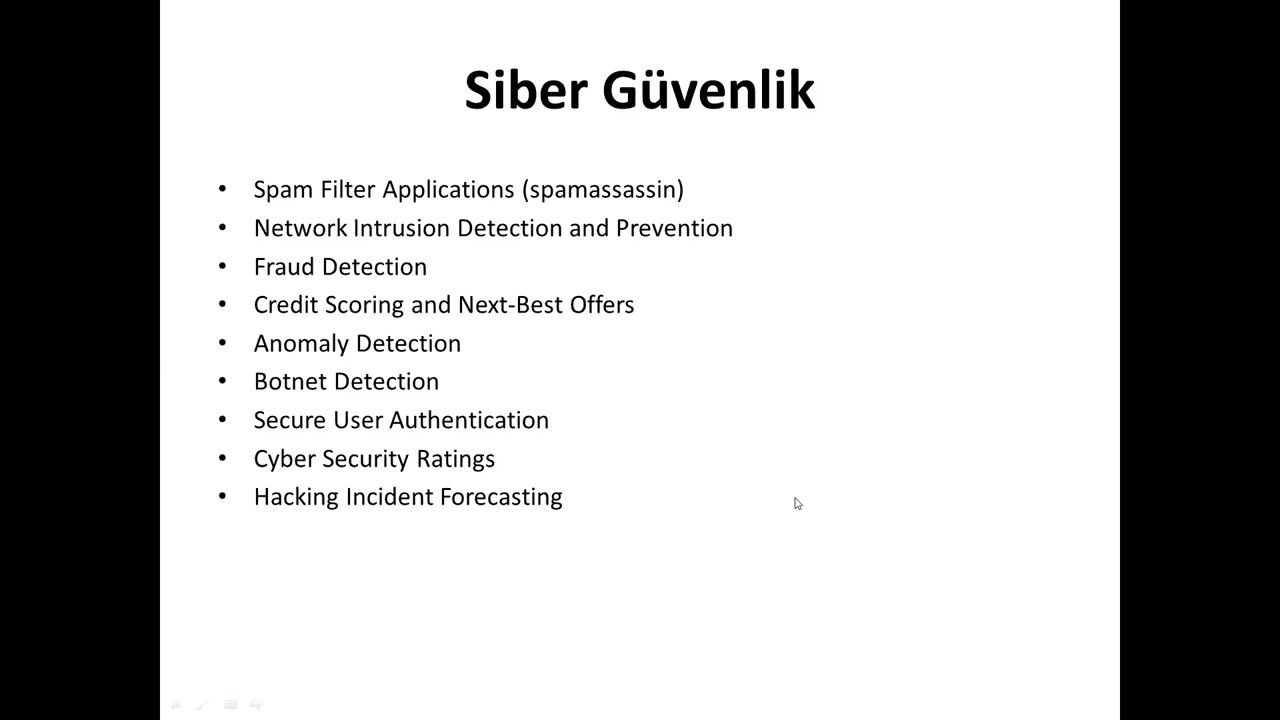 Siber Güvenlik
• Spam Filter Applications (spamassassin)
• Network Intrusion Detection and Prevention
• Fraud Detection
• Credit Scoring and Next-Best Offers
• Anomaly Detection
• Botnet Detection
• Secure User Authentication
• Cyber Security Ratings
• Hacking Incident Forecasting